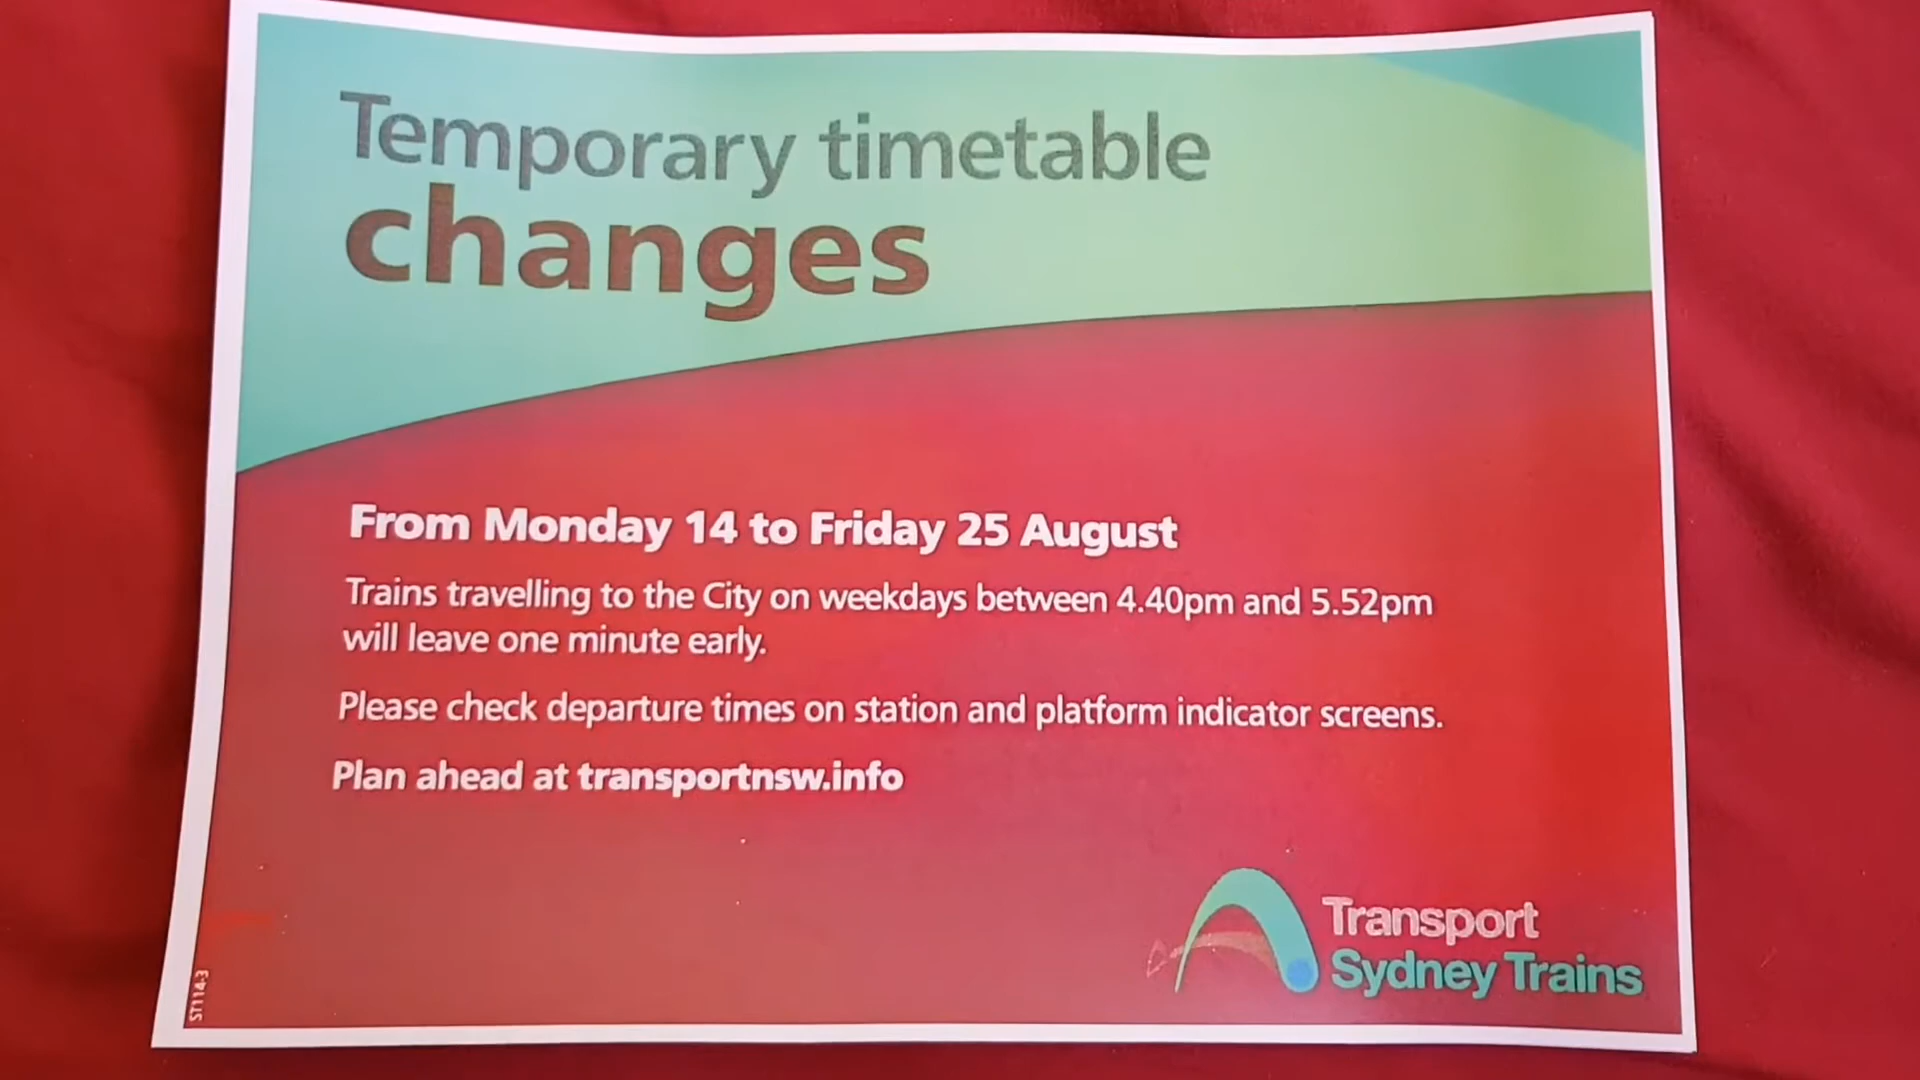 Temporary timetable
changes
From Monday 14 to Friday 25 August
Trains travelling to the City on weekdays between 4.40pm and 5.52pm
will leave one minute early.
Please check departure times on station and platform indicator screens.
Plan ahead at transportnsw.info
Transport
Sydney Trains
ST114-3